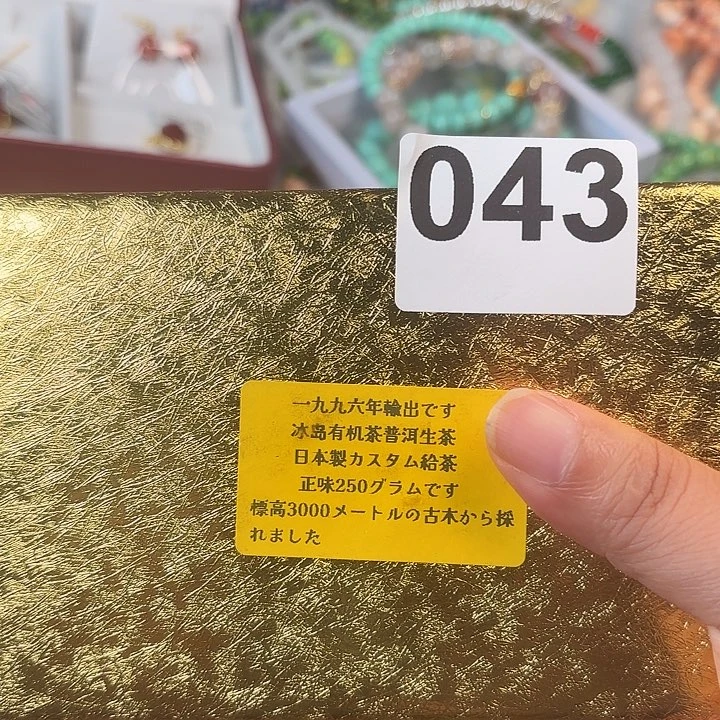 043
一九九六年輸出です
冰岛有机茶普洱生茶
日本製カスタム給茶
正味250グラムです
標高3000メートルの古木から採
れました